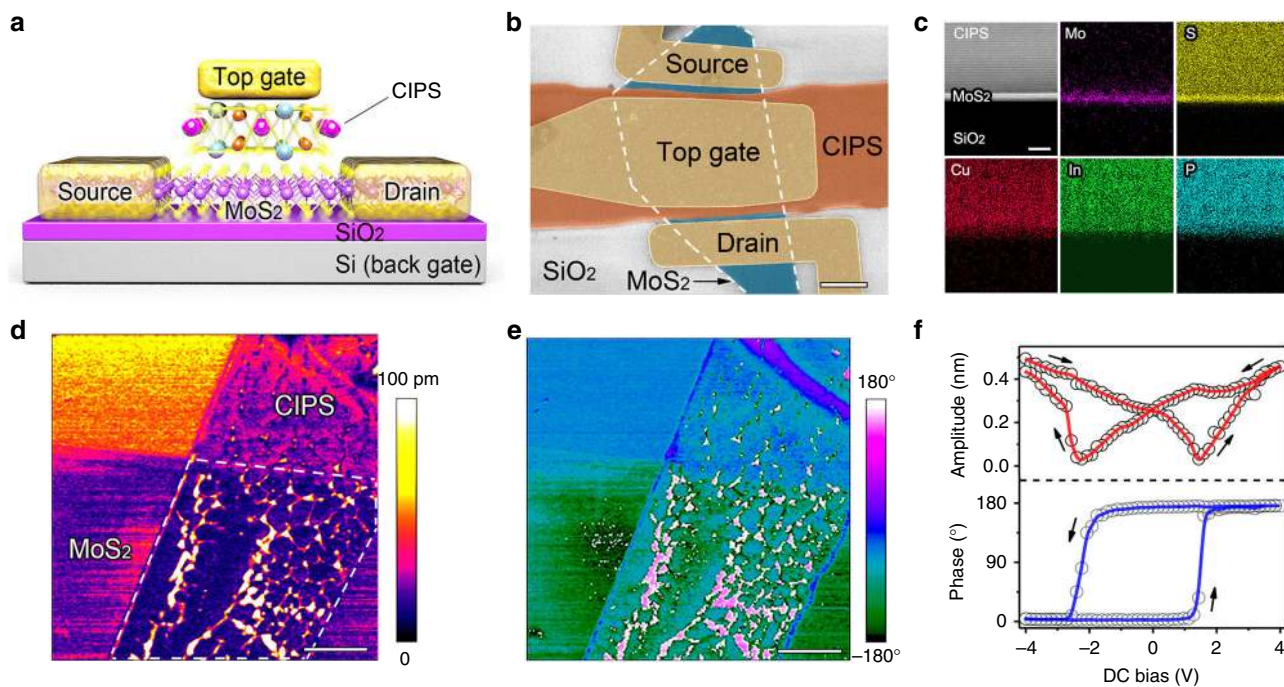 a
Top gate
CIPS
Source
Drain
MoS2
SiO2
Si (back gate)
b
Source
Top gate
CIPS
Drain
SiO2
MoS2
c
CIPS
MoS2
SiO2
Mo
S
Cu
In
P
d
100 pm
CIPS
MoS2
0
e
180°
–180°
f
Amplitude (nm)
0.4
0.2
0.0
Phase (°)
180
90
0
–4
–2
0
2
4
DC bias (V)